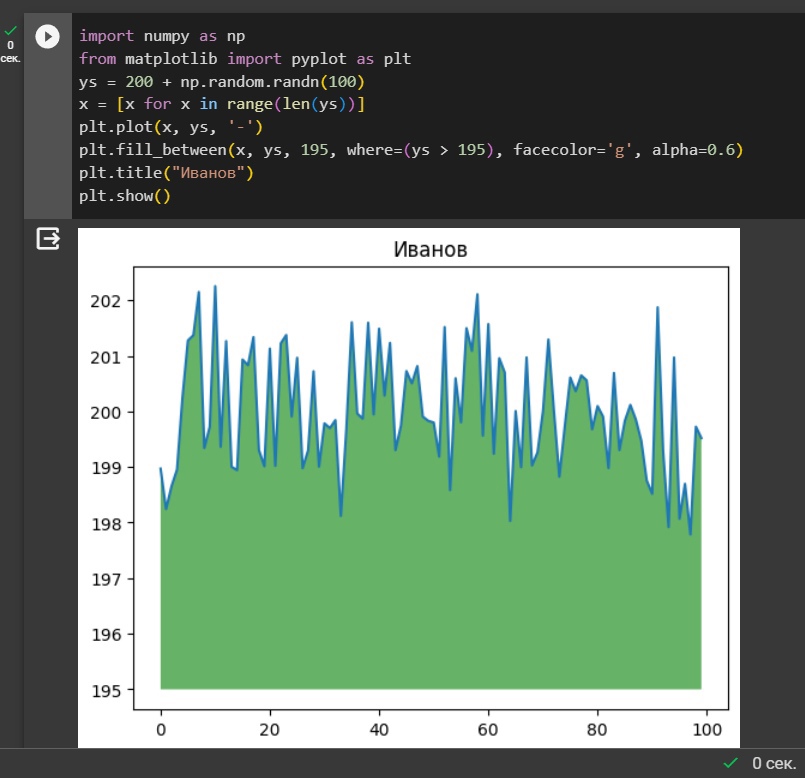 0
сек.
import numpy as np
from matplotlib import pyplot as plt
ys = 200 + np.random.randn(100)
x = [x for x in range(len(ys))]
plt.plot(x, ys, '-')
plt.fill_between(x, ys, 195, where=(ys > 195), facecolor='g', alpha=0.6)
plt.title("Иванов")
plt.show()
Иванов
202
201
200
199
198
197
196
195
0 20 40 60 80 100
0 сек.